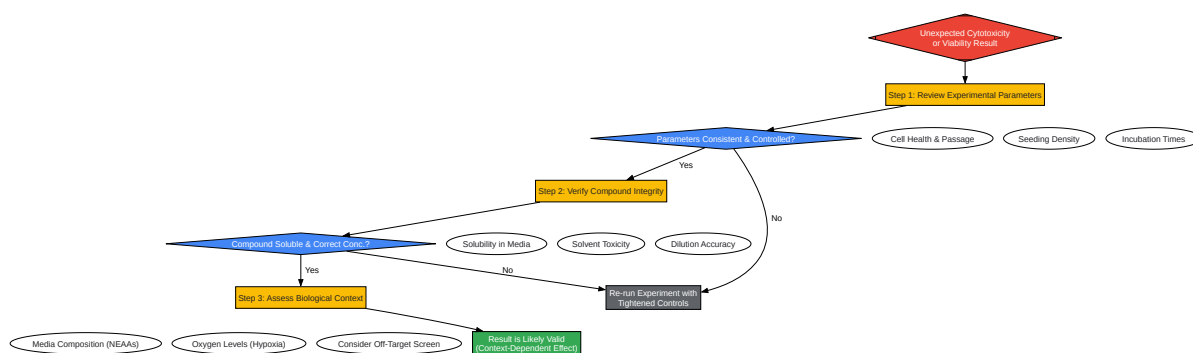 Unexpected Cytotoxicity
or Viability Result
Step 1: Review Experimental Parameters
Parameters Consistent & Controlled?
Cell Health & Passage
Seeding Density
Incubation Times
Yes
Step 2: Verify Compound Integrity
No
Compound Soluble & Correct Conc.?
Solubility in Media
Solvent Toxicity
Dilution Accuracy
Yes
No
Step 3: Assess Biological Context
Re-run Experiment with
Tightened Controls
Media Composition (NEAAs)
Oxygen Levels (Hypoxia)
Consider Off-Target Screen
Result is Likely Valid
(Context-Dependent Effect)